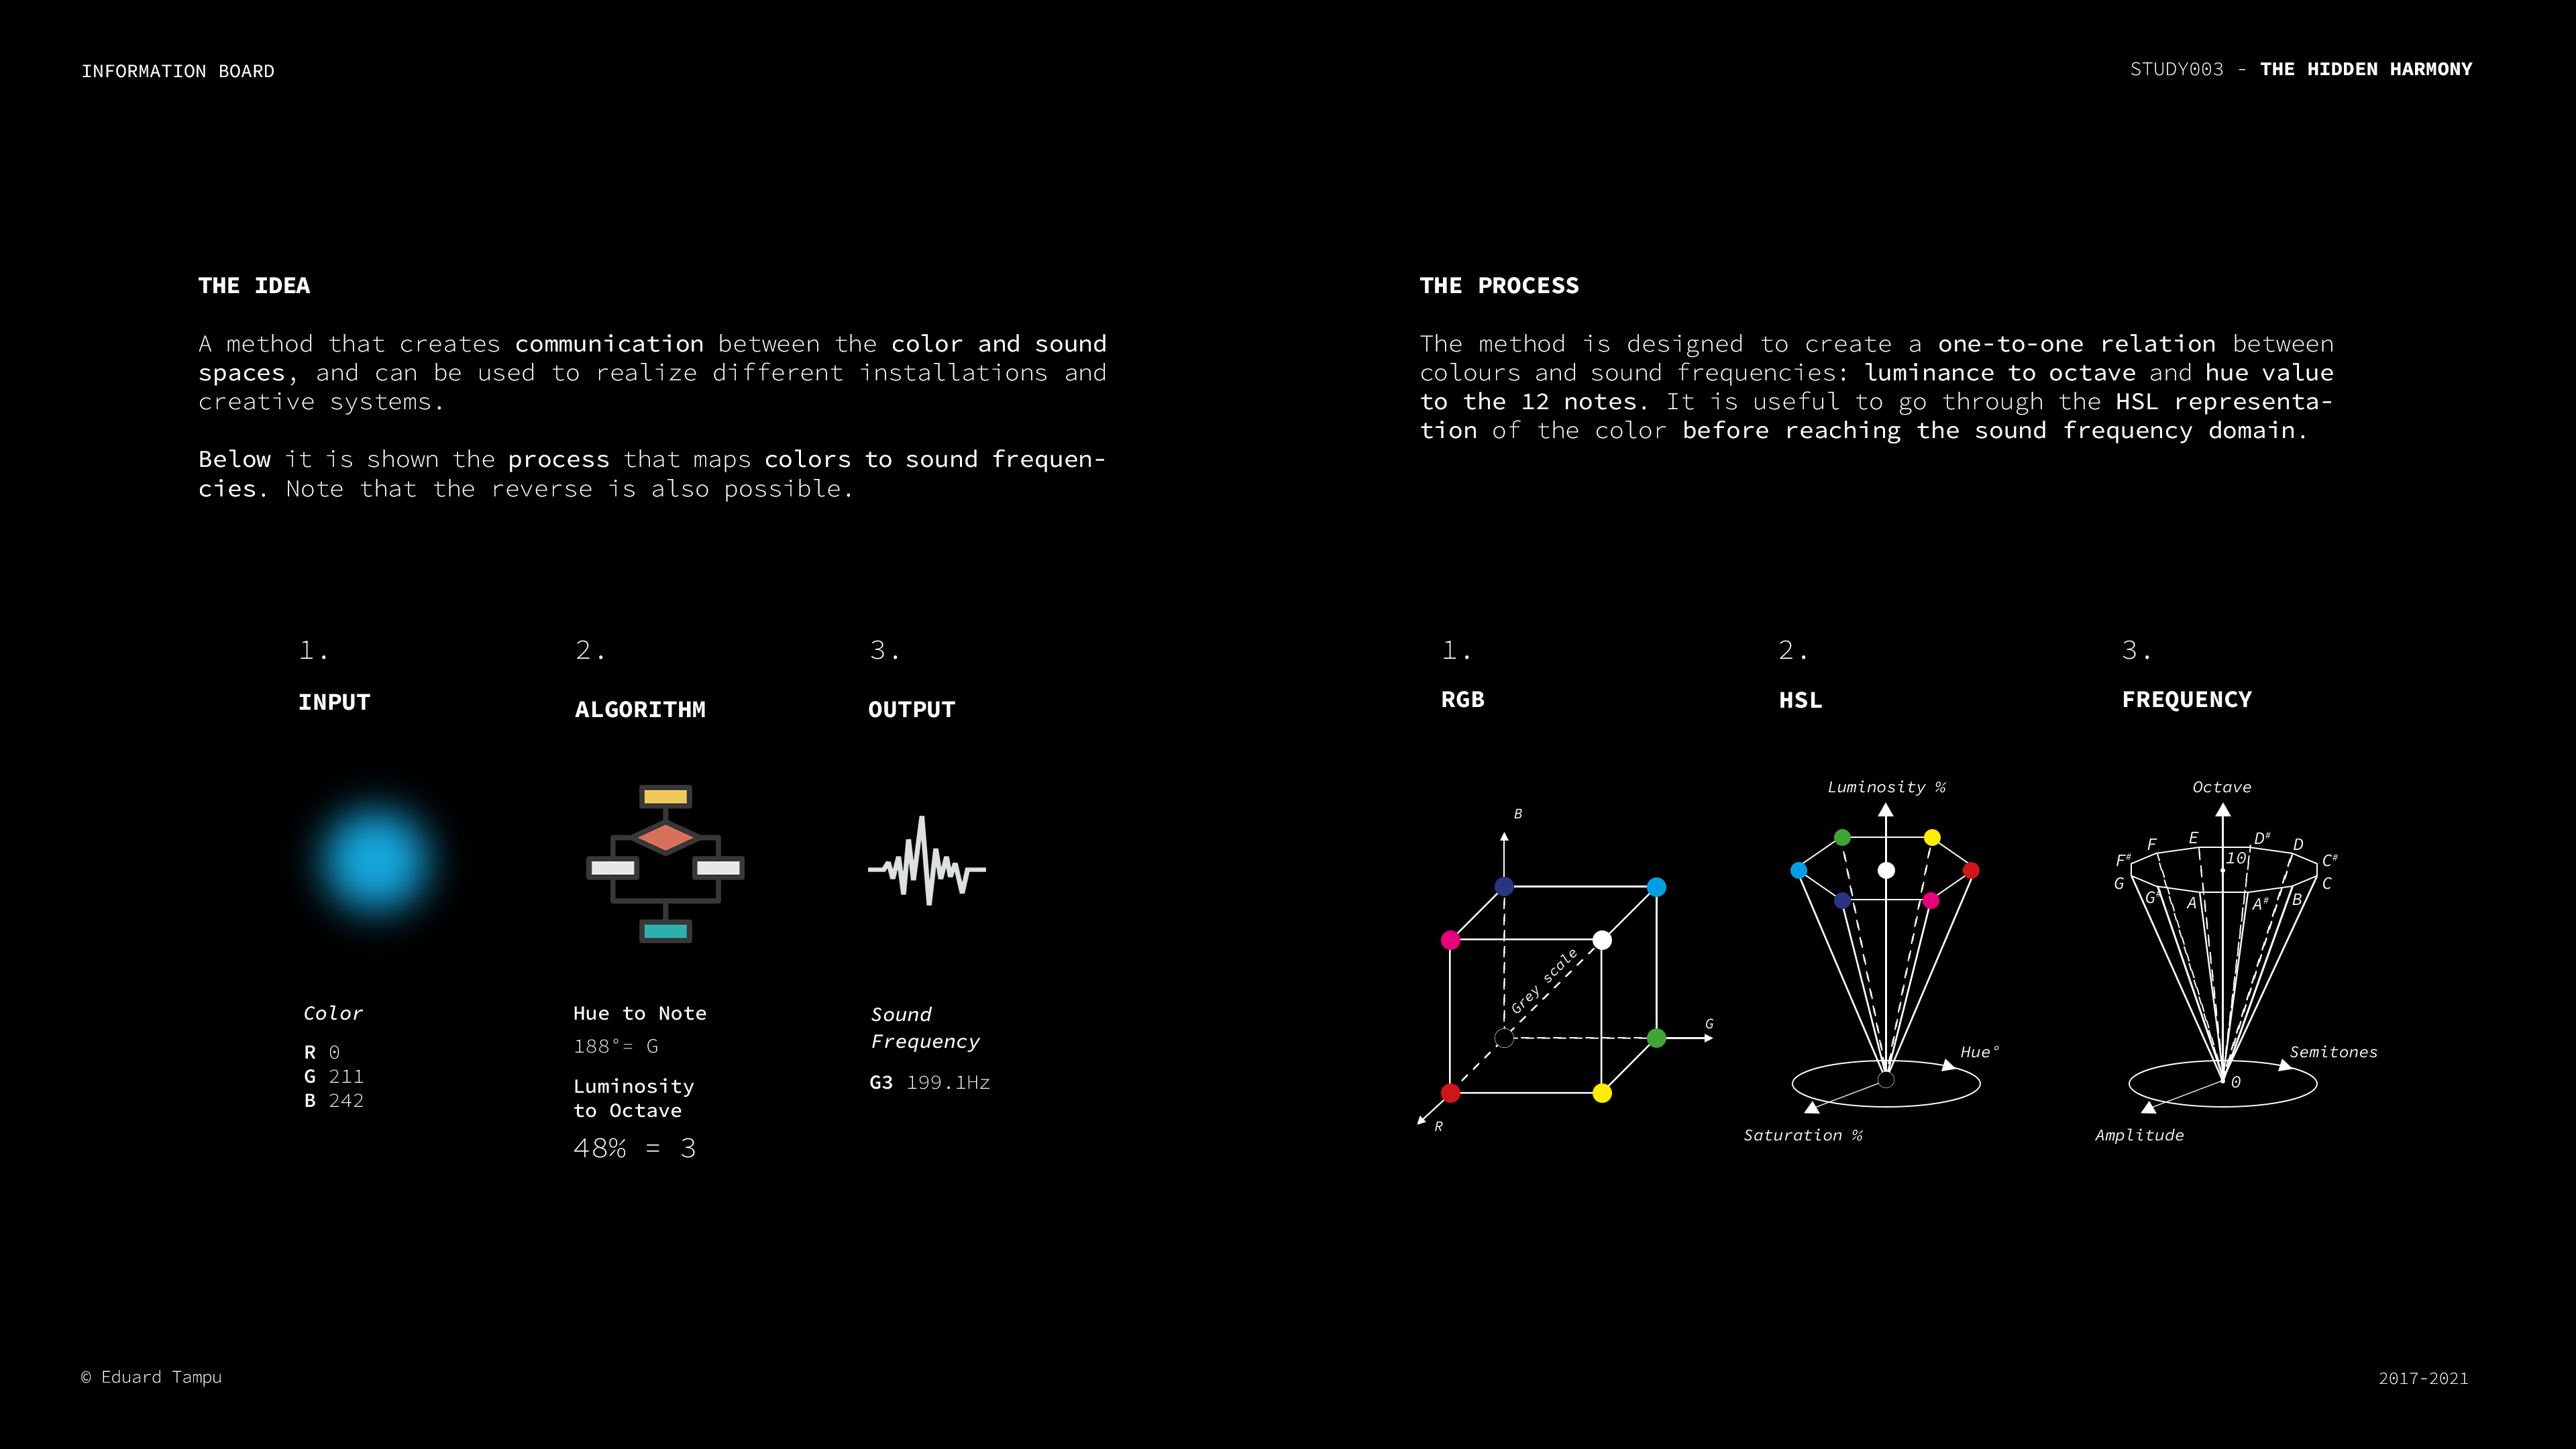 INFORMATION BOARD
STUDY003 - THE HIDDEN HARMONY
THE IDEA
A method that creates communication between the color and sound
spaces, and can be used to realize different installations and
creative systems.
Below it is shown the process that maps colors to sound frequen-
cies. Note that the reverse is also possible.
THE PROCESS
The method is designed to create a one-to-one relation between
colours and sound frequencies: luminance to octave and hue value
to the 12 notes. It is useful to go through the HSL representa-
tion of the color before reaching the sound frequency domain.
1.
INPUT
Color
R 0
G 211
B 242
2.
ALGORITHM
Hue to Note
188°= G
Luminosity
to Octave
48% = 3
3.
OUTPUT
Sound
Frequency
G3 199.1Hz
1.
RGB
B
Grey scale
G
R
2.
HSL
Luminosity %
Hue°
Saturation %
3.
FREQUENCY
Octave
F E D# D
F# 10 C#
G C
G# A A# B
Semitones
0
Amplitude
© Eduard Tampu
2017-2021